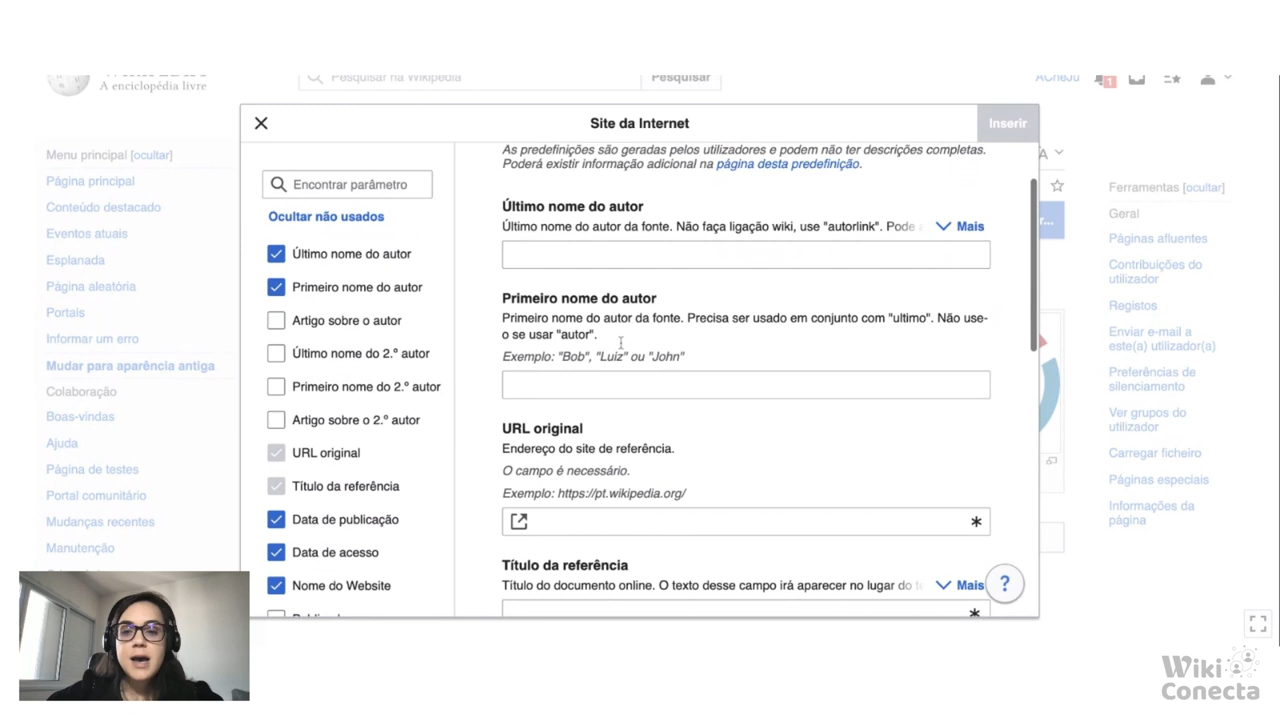 A enciclopédia livre
Pesquisar na Wikipédia
Pesquisar
ACheJu
1
Menu principal [ocultar]
Página principal
Conteúdo destacado
Eventos atuais
Esplanada
Página aleatória
Portais
Informar um erro
Mudar para aparência antiga
Colaboração
Boas-vindas
Ajuda
Página de testes
Portal comunitário
Mudanças recentes
Manutenção
Site da Internet
Inserir
Encontrar parâmetro
Ocultar não usados
Último nome do autor
Primeiro nome do autor
Artigo sobre o autor
Último nome do 2.º autor
Primeiro nome do 2.º autor
Artigo sobre o 2.º autor
URL original
Título da referência
Data de publicação
Data de acesso
Nome do Website
As predefinições são geradas pelos utilizadores e podem não ter descrições completas.
Poderá existir informação adicional na página desta predefinição.
Último nome do autor
Último nome do autor da fonte. Não faça ligação wiki, use "autorlink". Pode a
Mais
Primeiro nome do autor
Primeiro nome do autor da fonte. Precisa ser usado em conjunto com "ultimo". Não use-
o se usar "autor".
Exemplo: "Bob", "Luiz" ou "John"
URL original
Endereço do site de referência.
O campo é necessário.
Exemplo: https://pt.wikipedia.org/
*
Título da referência
Título do documento online. O texto desse campo irá aparecer no lugar do
Mais
*
?
A
r...
Ferramentas [ocultar]
Geral
Páginas afluentes
Contribuições do
utilizador
Registos
Enviar e-mail a
este(a) utilizador(a)
Preferências de
silenciamento
Ver grupos do
utilizador
Carregar ficheiro
Páginas especiais
Informações da
página
Wiki
Conecta